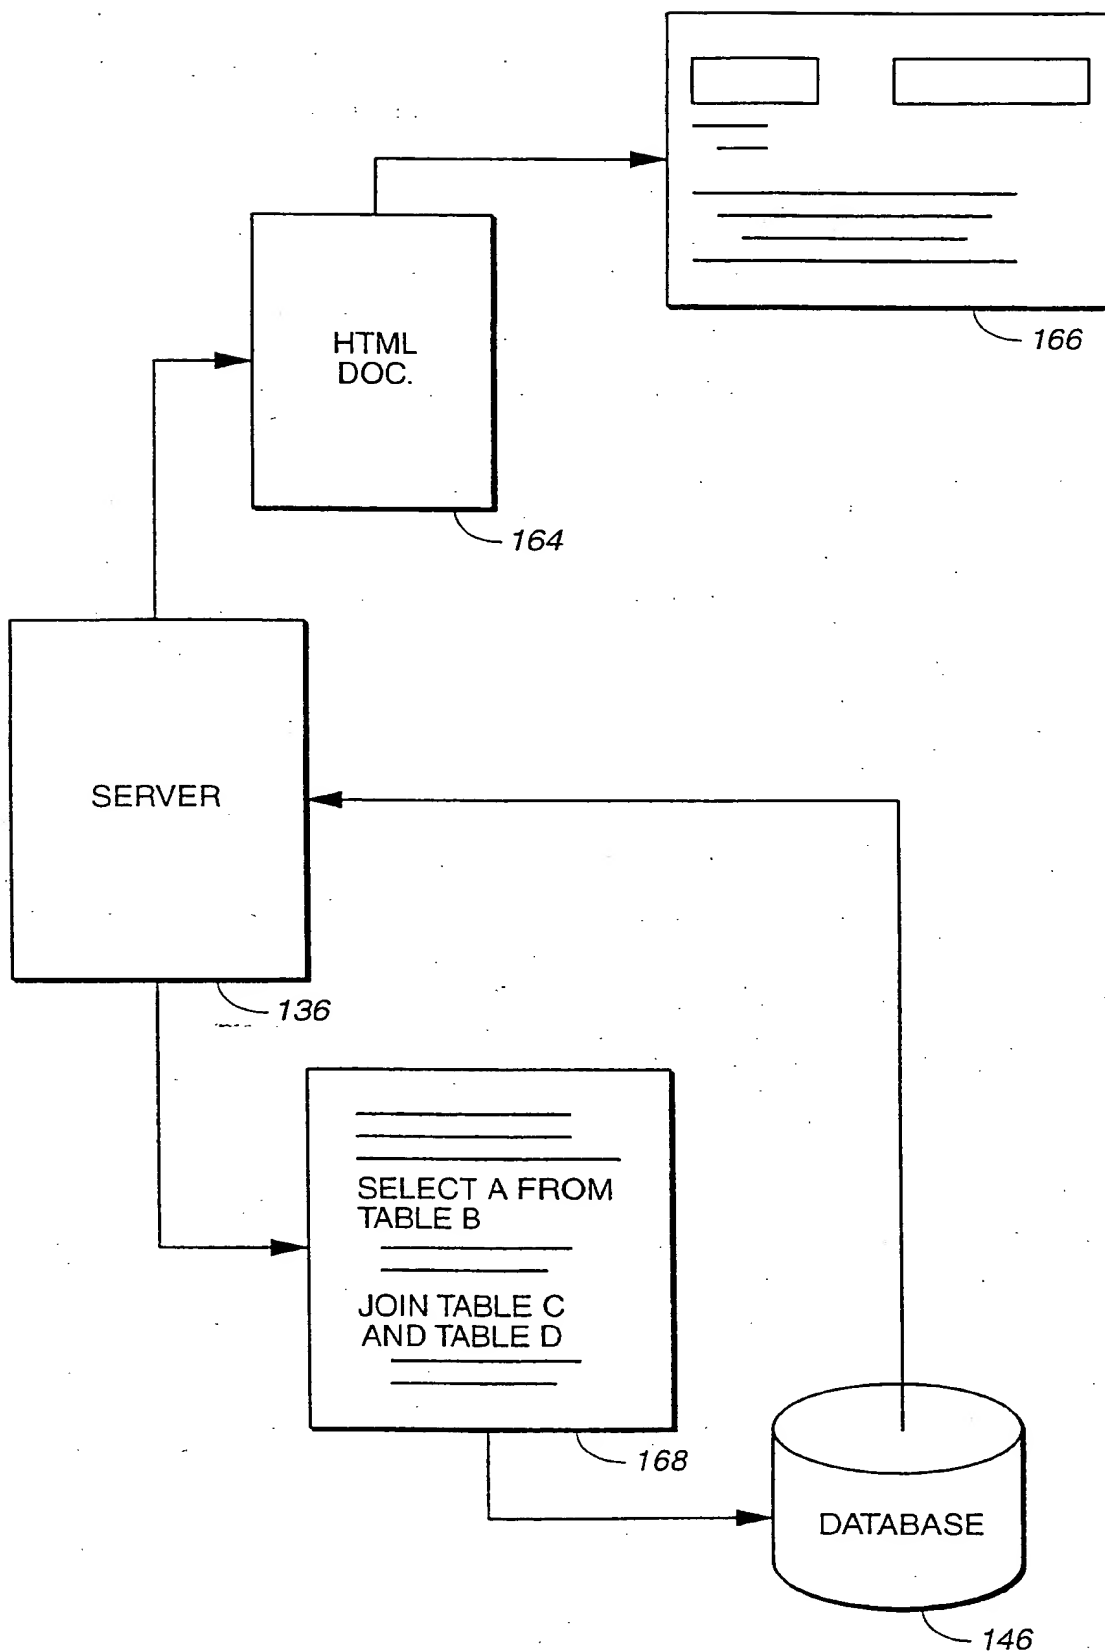 166
HTML
DOC.
164
SERVER
136
SELECT A FROM
TABLE B
JOIN TABLE C
AND TABLE D
168
DATABASE
146